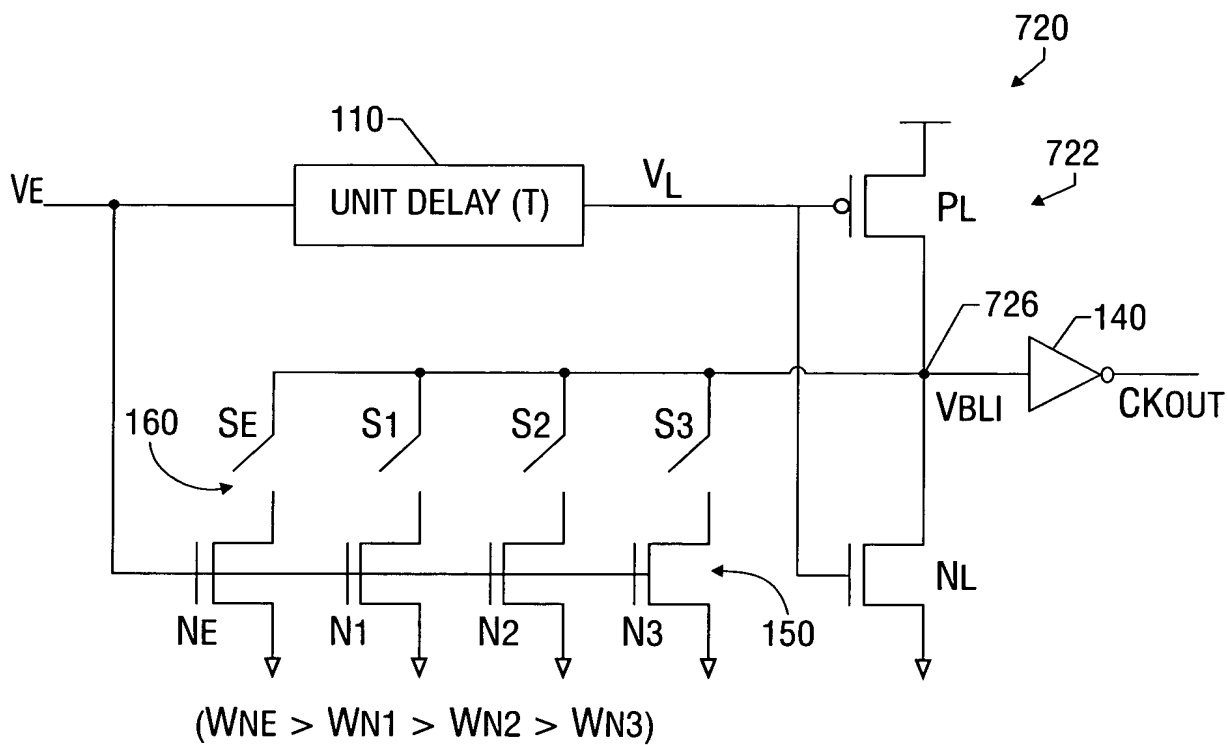 720
110
722
VE
UNIT DELAY (T)
VL
PL
726
140
VBLI
CKOUT
SE
S1
S2
S3
160
NE
N1
N2
N3
150
NL
(WNE > WN1 > WN2 > WN3)